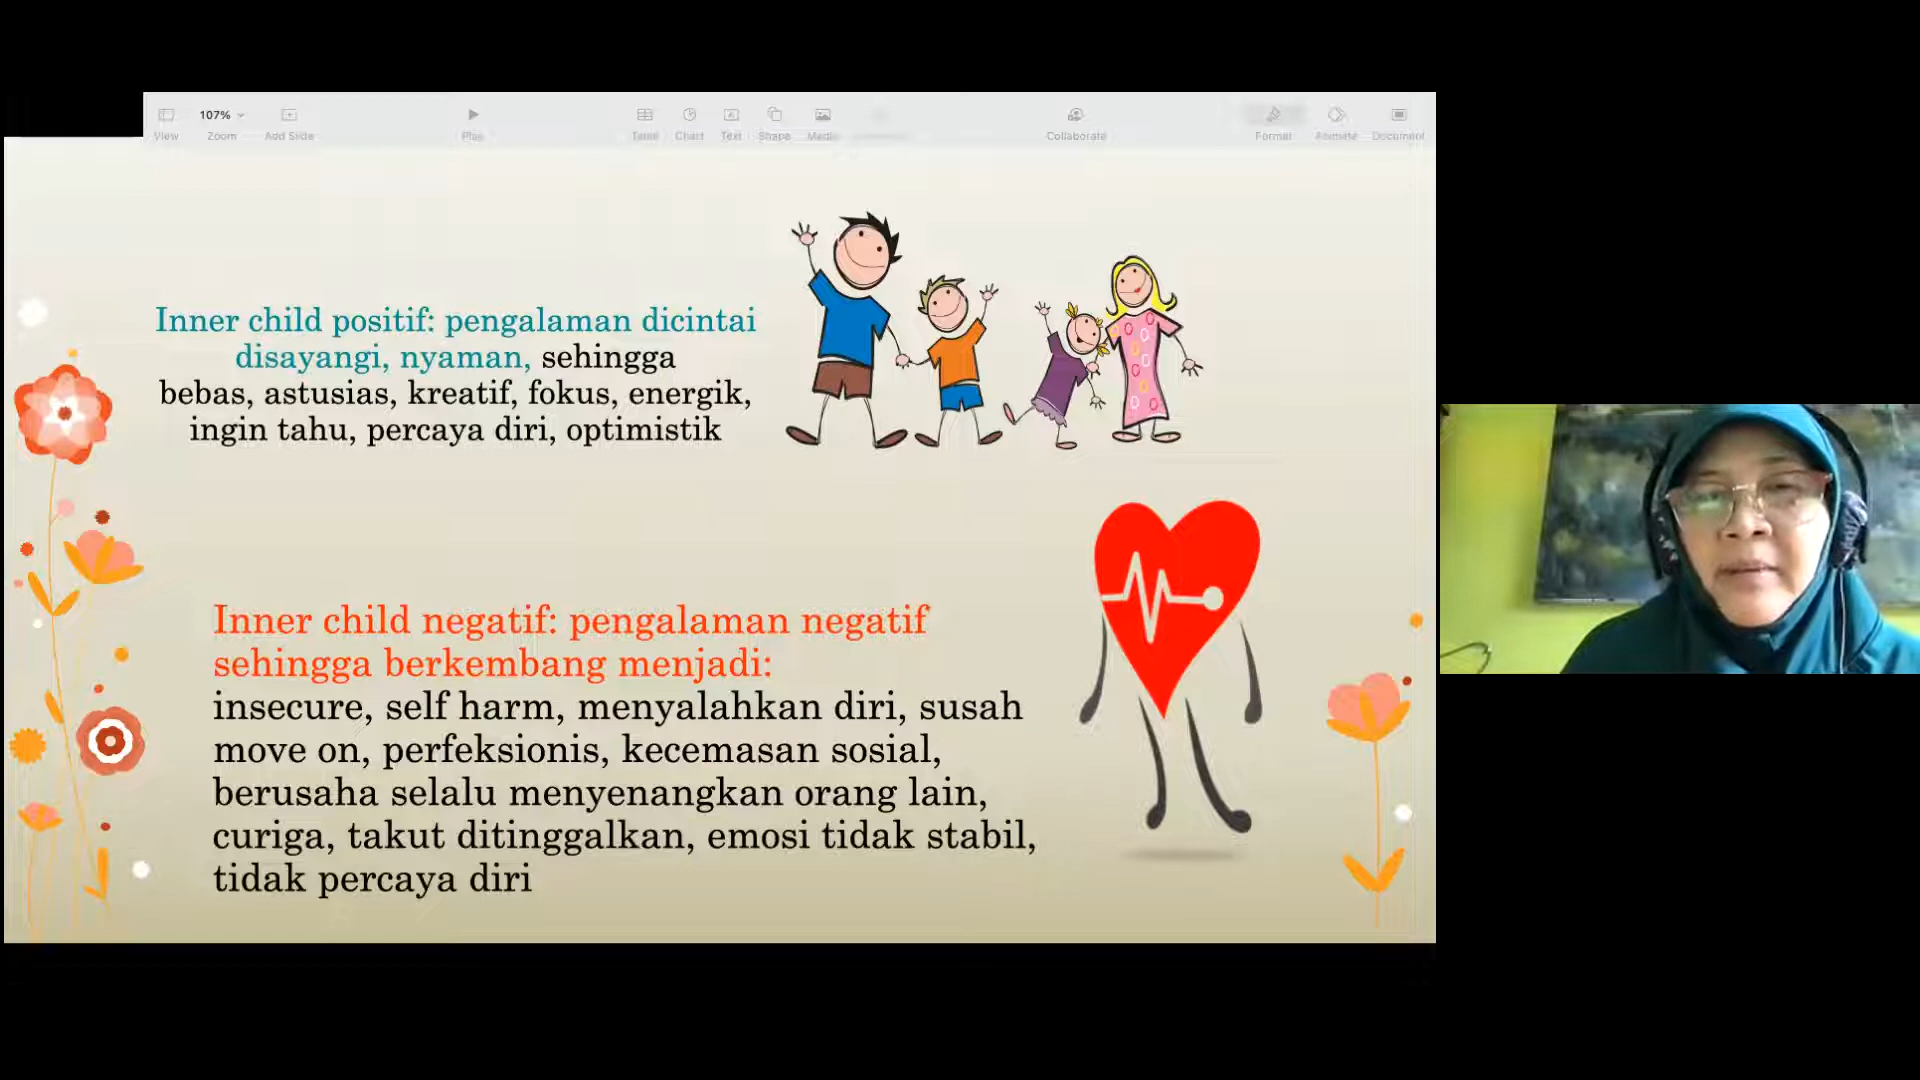 107%
View
Zoom
Add Slide
Play
Table
Chart
Text
Shape
Media
Collaborate
Format
Animate
Document
Inner child positif: pengalaman dicintai
disayangi, nyaman, sehingga
bebas, astusias, kreatif, fokus, energik,
ingin tahu, percaya diri, optimistik
Inner child negatif: pengalaman negatif
sehingga berkembang menjadi:
insecure, self harm, menyalahkan diri, susah
move on, perfeksionis, kecemasan sosial,
berusaha selalu menyenangkan orang lain,
curiga, takut ditinggalkan, emosi tidak stabil,
tidak percaya diri